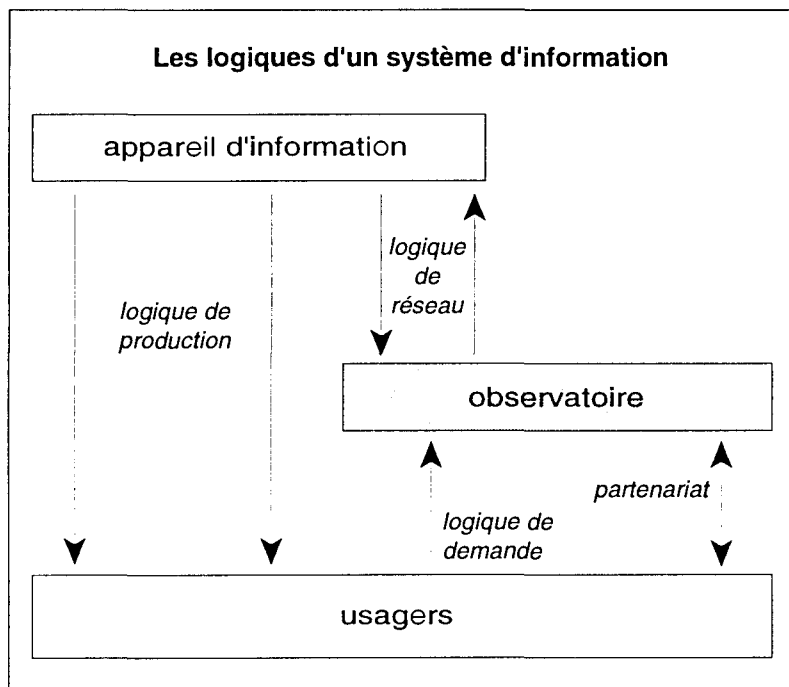 Les logiques d'un système d'information
appareil d'information
logique
de
réseau
logique de
production
observatoire
partenariat
logique de
demande
usagers